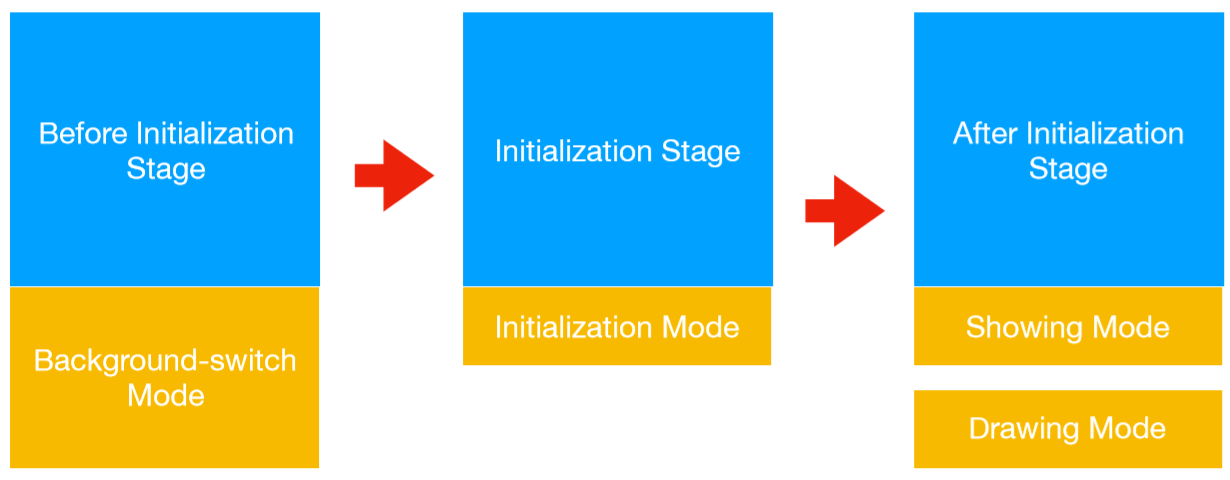 Before Initialization
Stage
Background-switch
Mode
Initialization Stage
Initialization Mode
After Initialization
Stage
Showing Mode
Drawing Mode